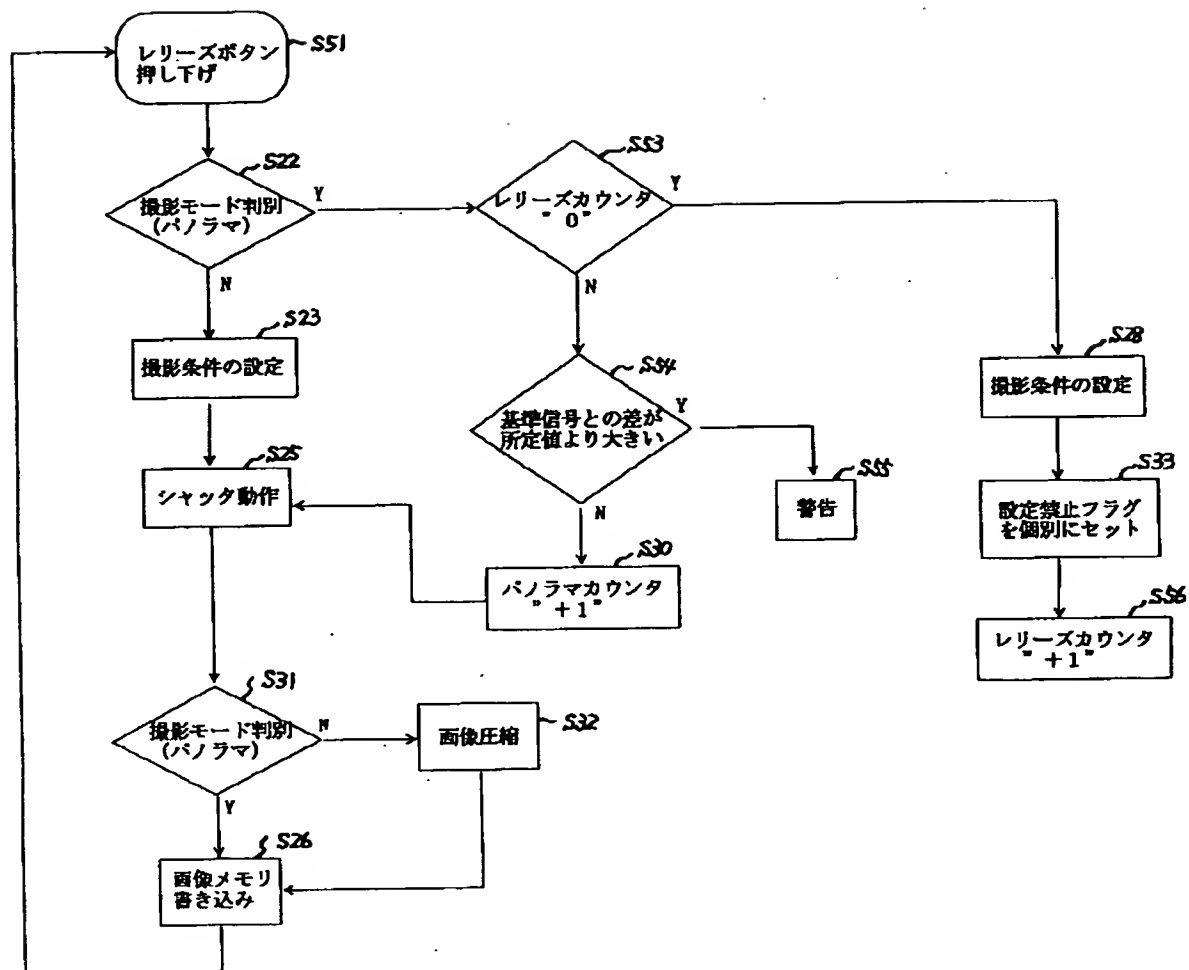 レリーズボタン
押し下げ
S51
S22
撮影モード判別
(パノラマ)
Y
N
S53
レリーズカウンタ
"0"
Y
N
S23
撮影条件の設定
S54
基準信号との差が
所定値より大きい
Y
N
S28
撮影条件の設定
S25
シャッタ動作
S55
警告
S33
設定禁止フラグ
を個別にセット
S30
パノラマカウンタ
"+1"
S56
レリーズカウンタ
"+1"
S31
撮影モード判別
(パノラマ)
N
Y
S32
画像圧縮
S26
画像メモリ
書き込み